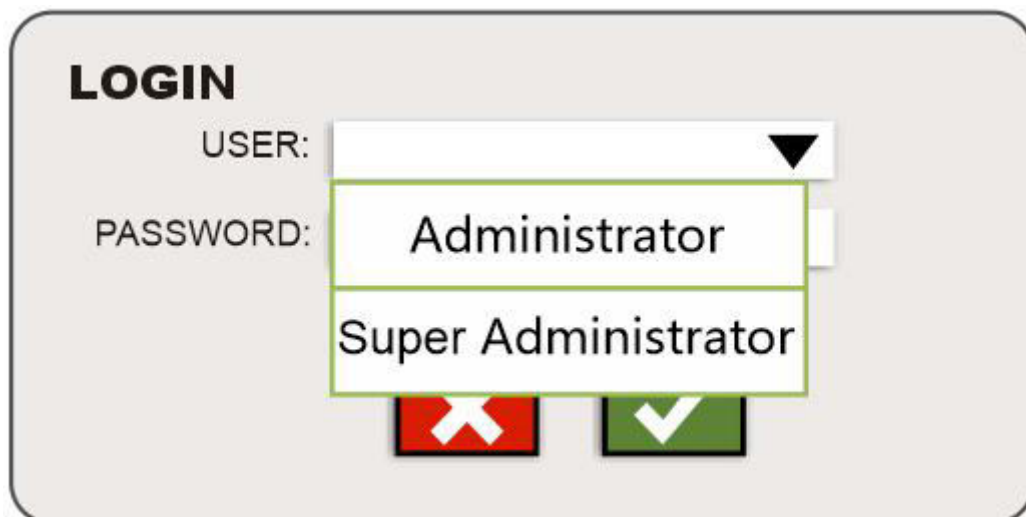 LOGIN
USER:
PASSWORD:
Administrator
Super Administrator